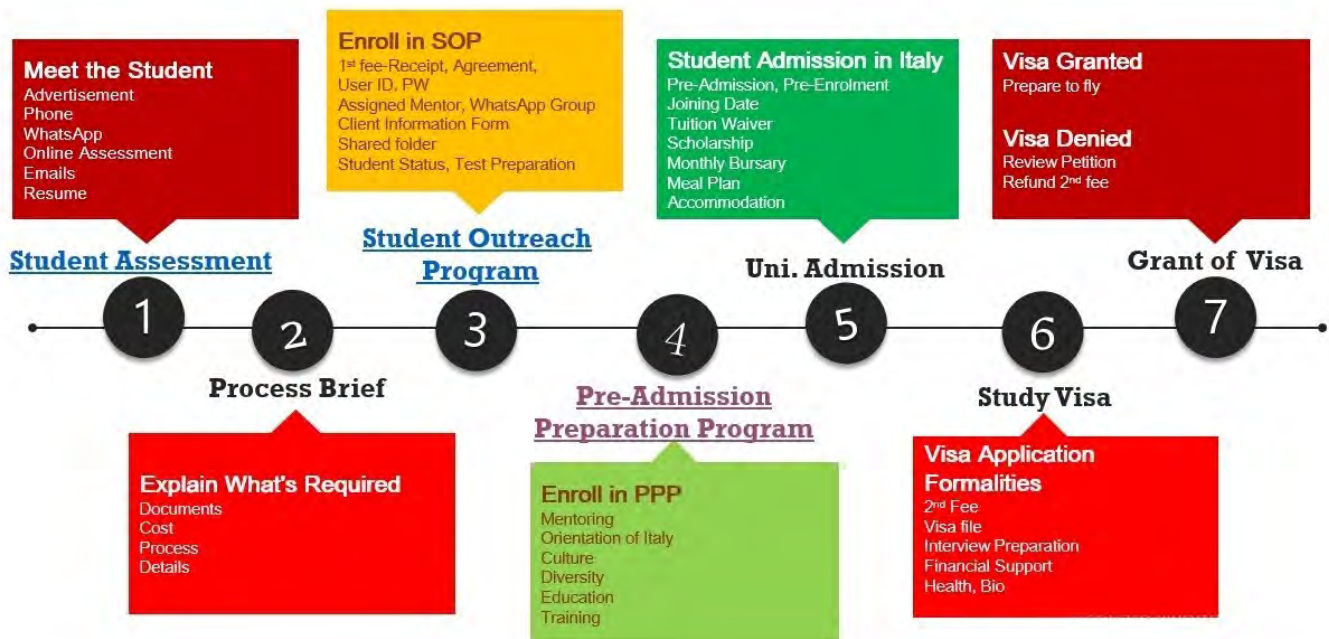 Meet the Student
Advertisement
Phone
WhatsApp
Online Assessment
Emails
Resume
Student Assessment
1
2
Process Brief
Explain What's Required
Documents
Cost
Process
Details
Enroll in SOP
1st fee-Receipt, Agreement,
User ID, PW
Assigned Mentor, WhatsApp Group
Client Information Form
Shared folder
Student Status, Test Preparation
Student Outreach
Program
3
4
Pre-Admission
Preparation Program
Enroll in PPP
Mentoring
Orientation of Italy
Culture
Diversity
Education
Training
Student Admission in Italy
Pre-Admission, Pre-Enrolment
Joining Date
Tuition Waiver
Scholarship
Monthly Bursary
Meal Plan
Accommodation
Uni. Admission
5
6
Study Visa
Visa Application
Formalities
2nd Fee
Visa file
Interview Preparation
Financial Support
Health, Bio
Visa Granted
Prepare to fly
Visa Denied
Review Petition
Refund 2nd fee
Grant of Visa
7